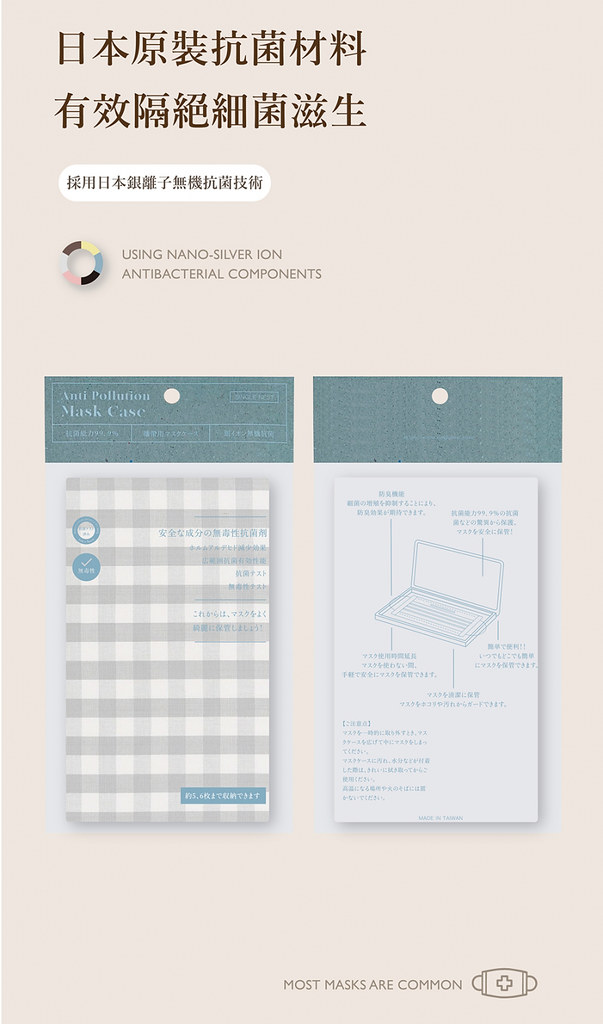 日本原裝抗菌材料
有效隔絕細菌滋生
採用日本銀離子無機抗菌技術
USING NANO-SILVER ION
ANTIBACTERIAL COMPONENTS
Anti Pollution
Mask Case
抗菌能力99.9%
安全な成分の無毒性抗菌剤
ホルムアルデヒド減少効果
抗菌テスト
無毒性テスト
無毒性
これからは、マスクをよく
綺麗に保管しましょう!
約5、6枚まで収納できます
防臭機能
細菌の増殖を抑制することにより、
防臭効果が期待できます。
抗菌能力99.9%の抗菌
マスクを安全に保管!
簡単で便利!!
いつでもどこでも簡単
にマスクを保管できます。
マスク使用時間延長
マスクを使わない間、
手軽で安全にマスクを保管できます。
マスクを清潔に保管
マスクをホコリや汚れからガードできます。
【ご注意点】
マスクを一時的に取り外すとき、マス
クケースを広げて中にマスクをしまっ
てください。
マスクケースに汚れ、水分などが付着
した際は、きれいに拭き取ってからご
使用ください。
高温になる場所や火のそばには置
かないでください。
MADE IN TAIWAN
MOST MASKS ARE COMMON